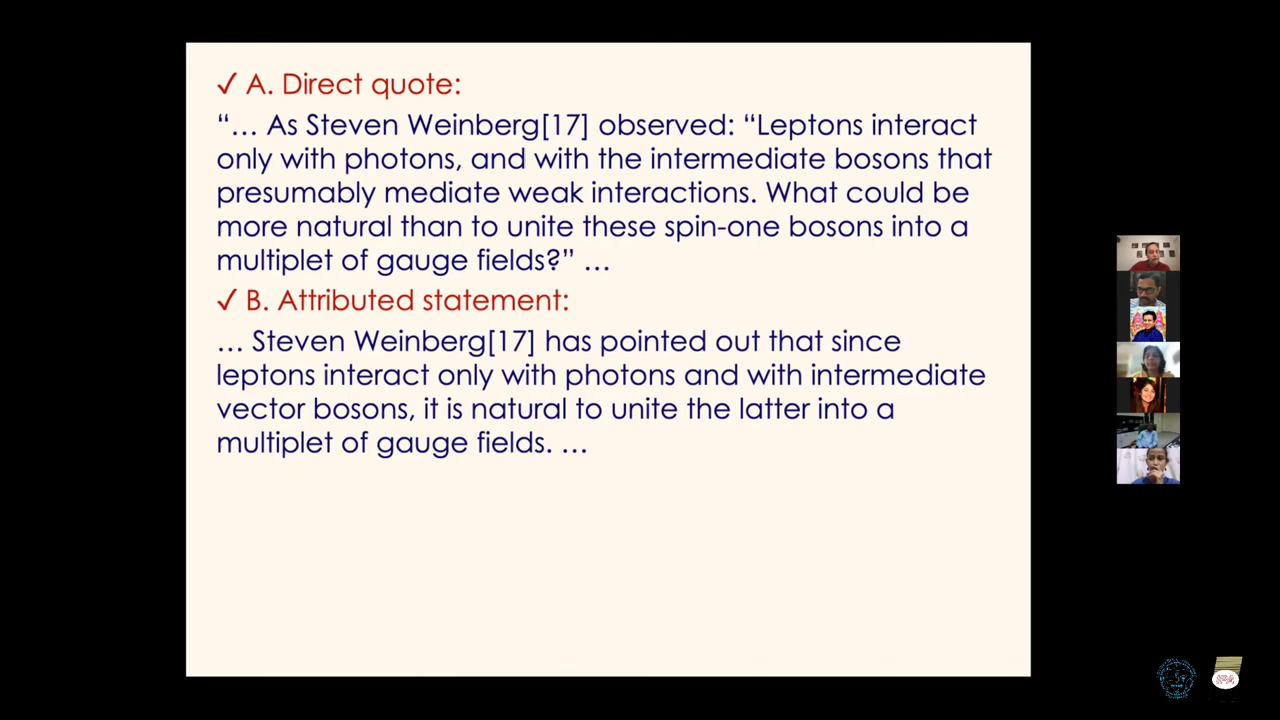 ✓ A. Direct quote:
“… As Steven Weinberg[17] observed: “Leptons interact
only with photons, and with the intermediate bosons that
presumably mediate weak interactions. What could be
more natural than to unite these spin-one bosons into a
multiplet of gauge fields?” …
✓ B. Attributed statement:
… Steven Weinberg[17] has pointed out that since
leptons interact only with photons and with intermediate
vector bosons, it is natural to unite the latter into a
multiplet of gauge fields. …